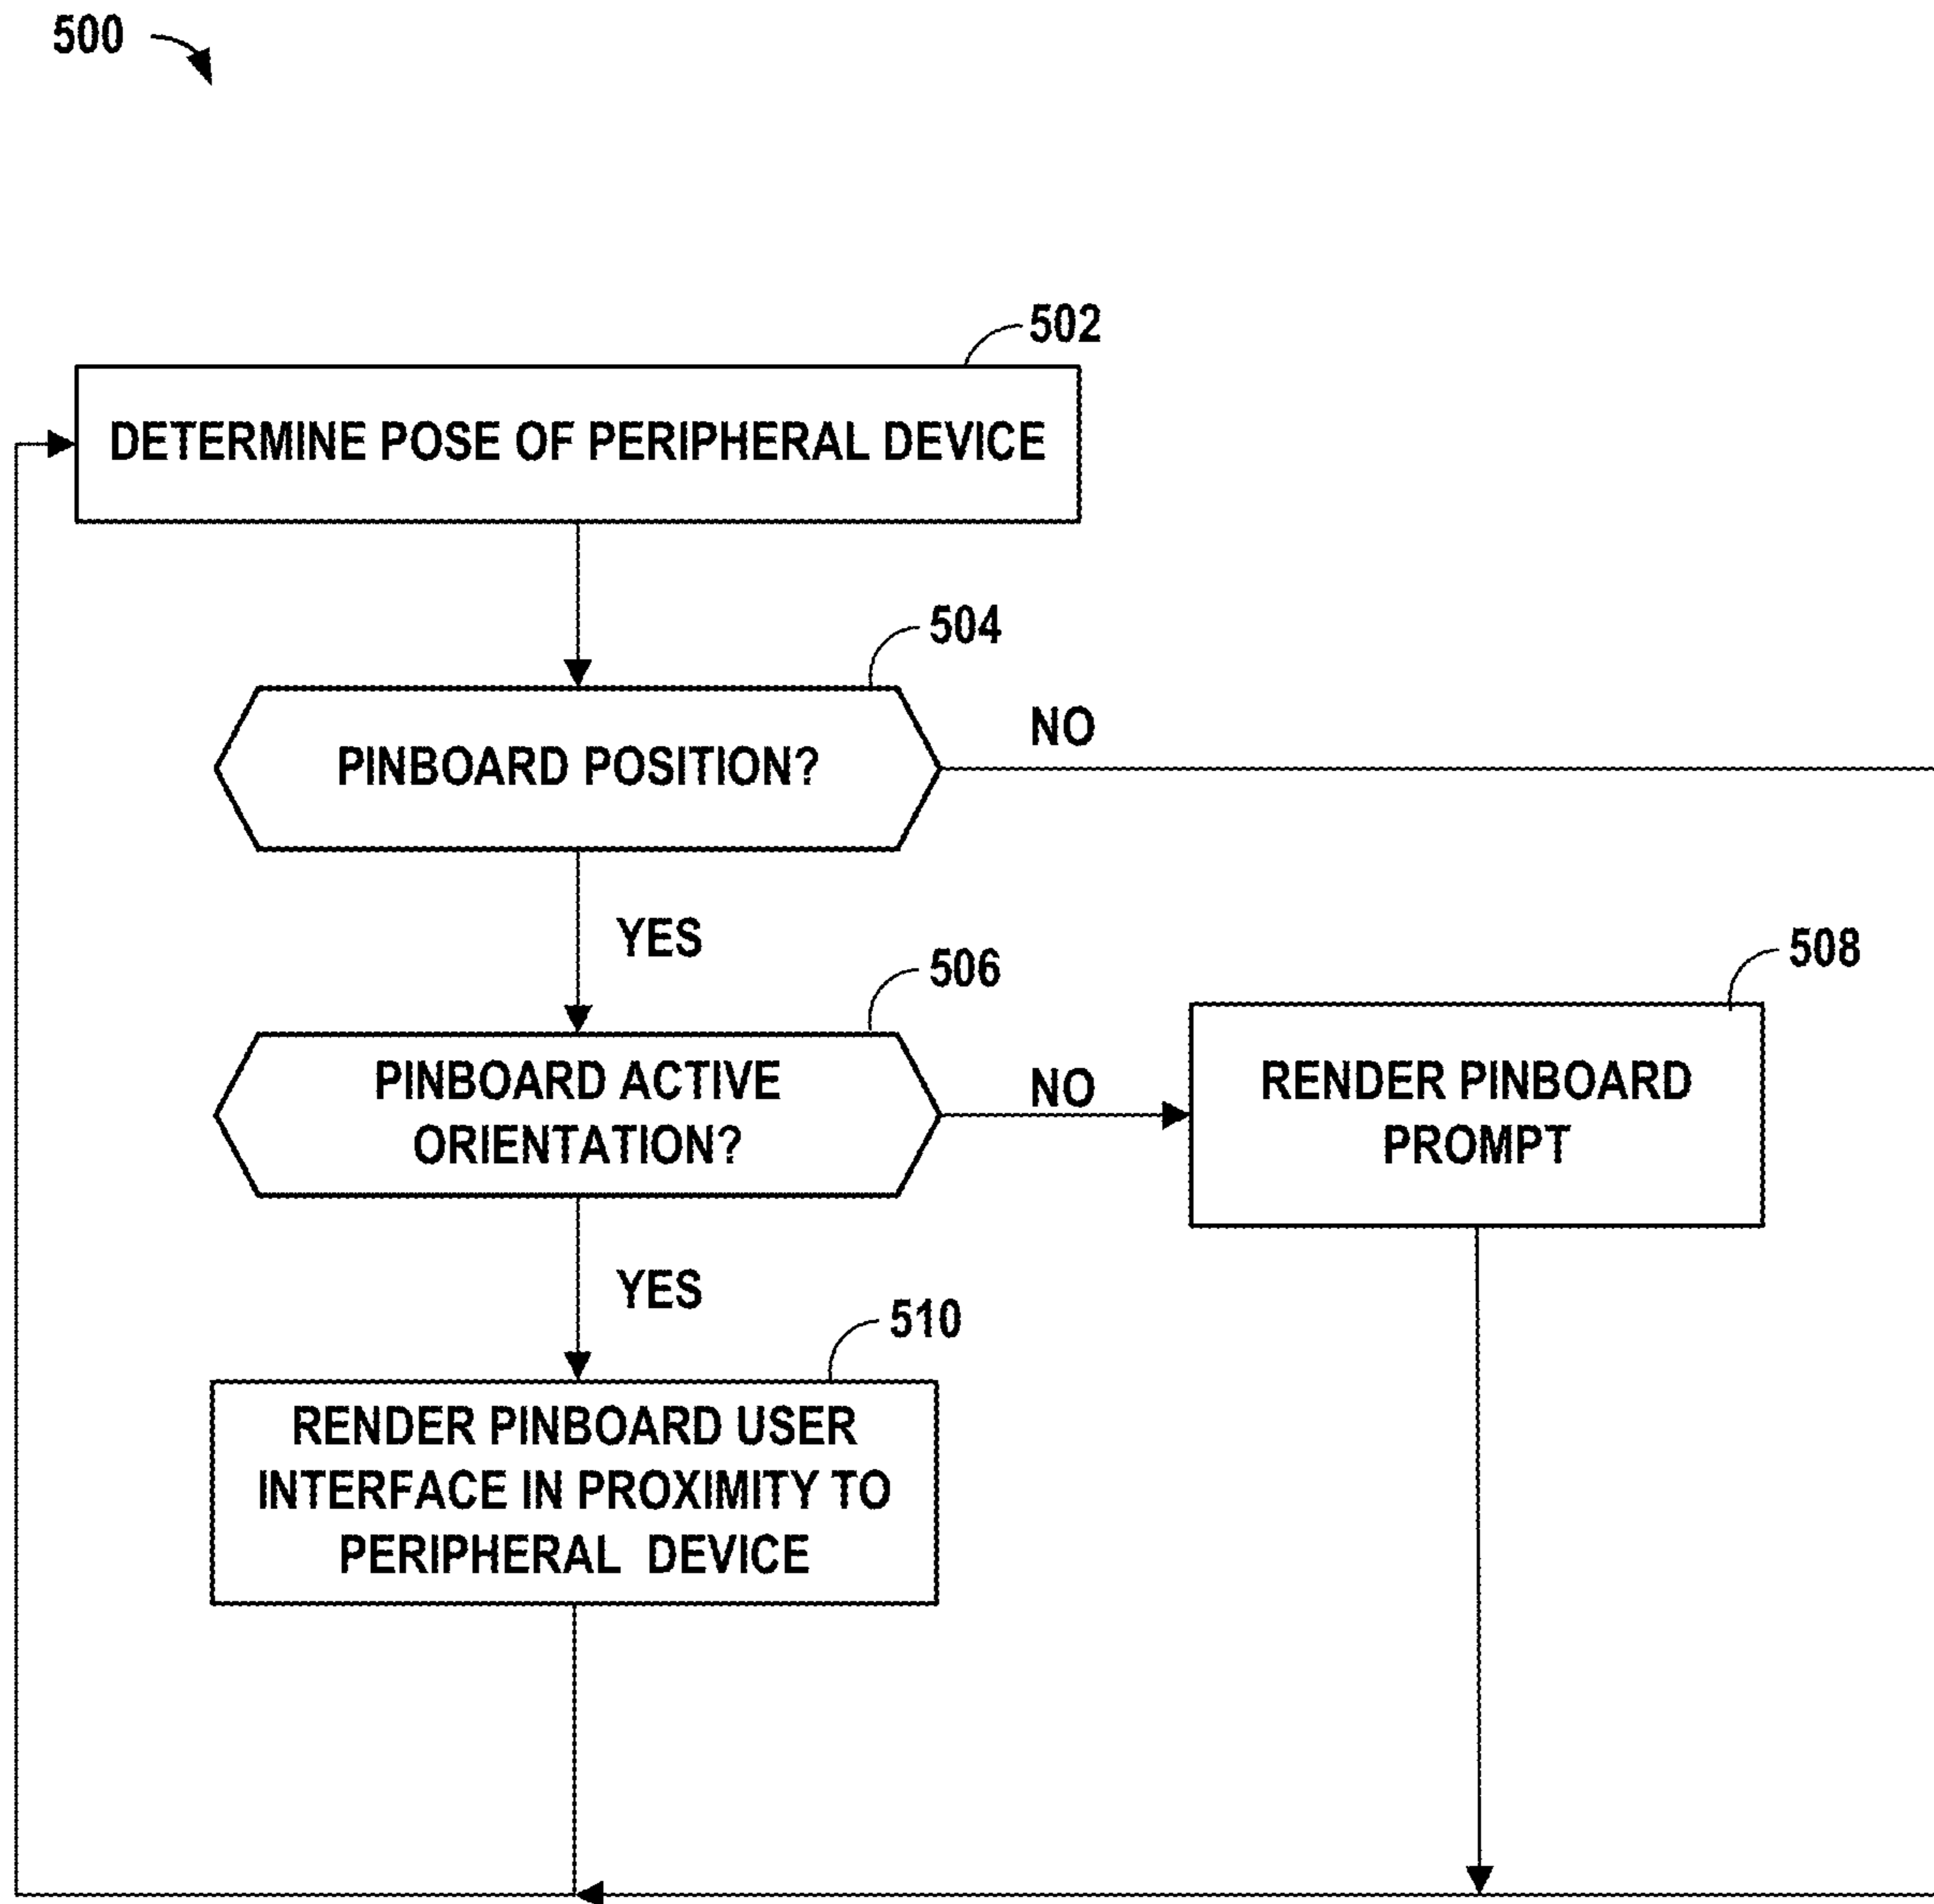 500
502
DETERMINE POSE OF PERIPHERAL DEVICE
504
PINBOARD POSITION?
NO
YES
506
508
PINBOARD ACTIVE
ORIENTATION?
NO
RENDER PINBOARD
PROMPT
YES
510
RENDER PINBOARD USER
INTERFACE IN PROXIMITY TO
PERIPHERAL DEVICE